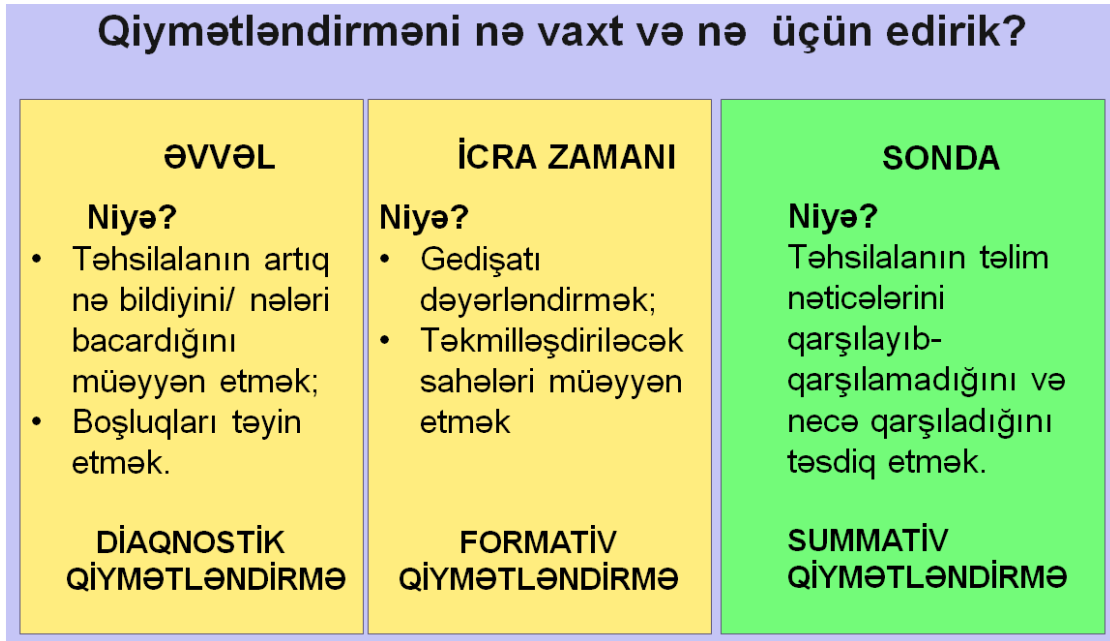 Qiymətləndirməni nə vaxt və nə üçün edirik?
ƏVVƏL
Niyə?
• Təhsilalanın artıq
nə bildiyini/ nələri
bacardığını
müəyyən etmək;
• Boşluqları təyin
etmək.
DİAQNOSTİK
QİYMƏTLƏNDİRMƏ
İCRA ZAMANI
Niyə?
• Gedişatı
dəyərləndirmək;
• Təkmilləşdiriləcək
sahələri müəyyən
etmək
FORMATİV
QİYMƏTLƏNDİRMƏ
SONDA
Niyə?
Təhsilalanın təlim
nəticələrini
qarşılayıb-
qarşılamadığını və
necə qarşıladığını
təsdiq etmək.
SUMMATİV
QİYMƏTLƏNDİRMƏ